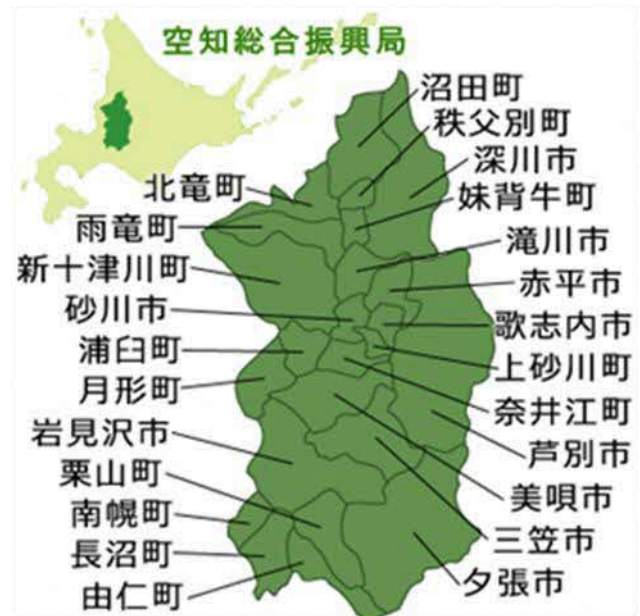 空知総合振興局
沼田町
秩父別町
深川市
北竜町
妹背牛町
雨竜町
滝川市
新十津川町
赤平市
砂川市
歌志内市
浦臼町
上砂川町
月形町
奈井江町
岩見沢市
芦別市
栗山町
美唄市
南幌町
三笠市
長沼町
夕張市
由仁町